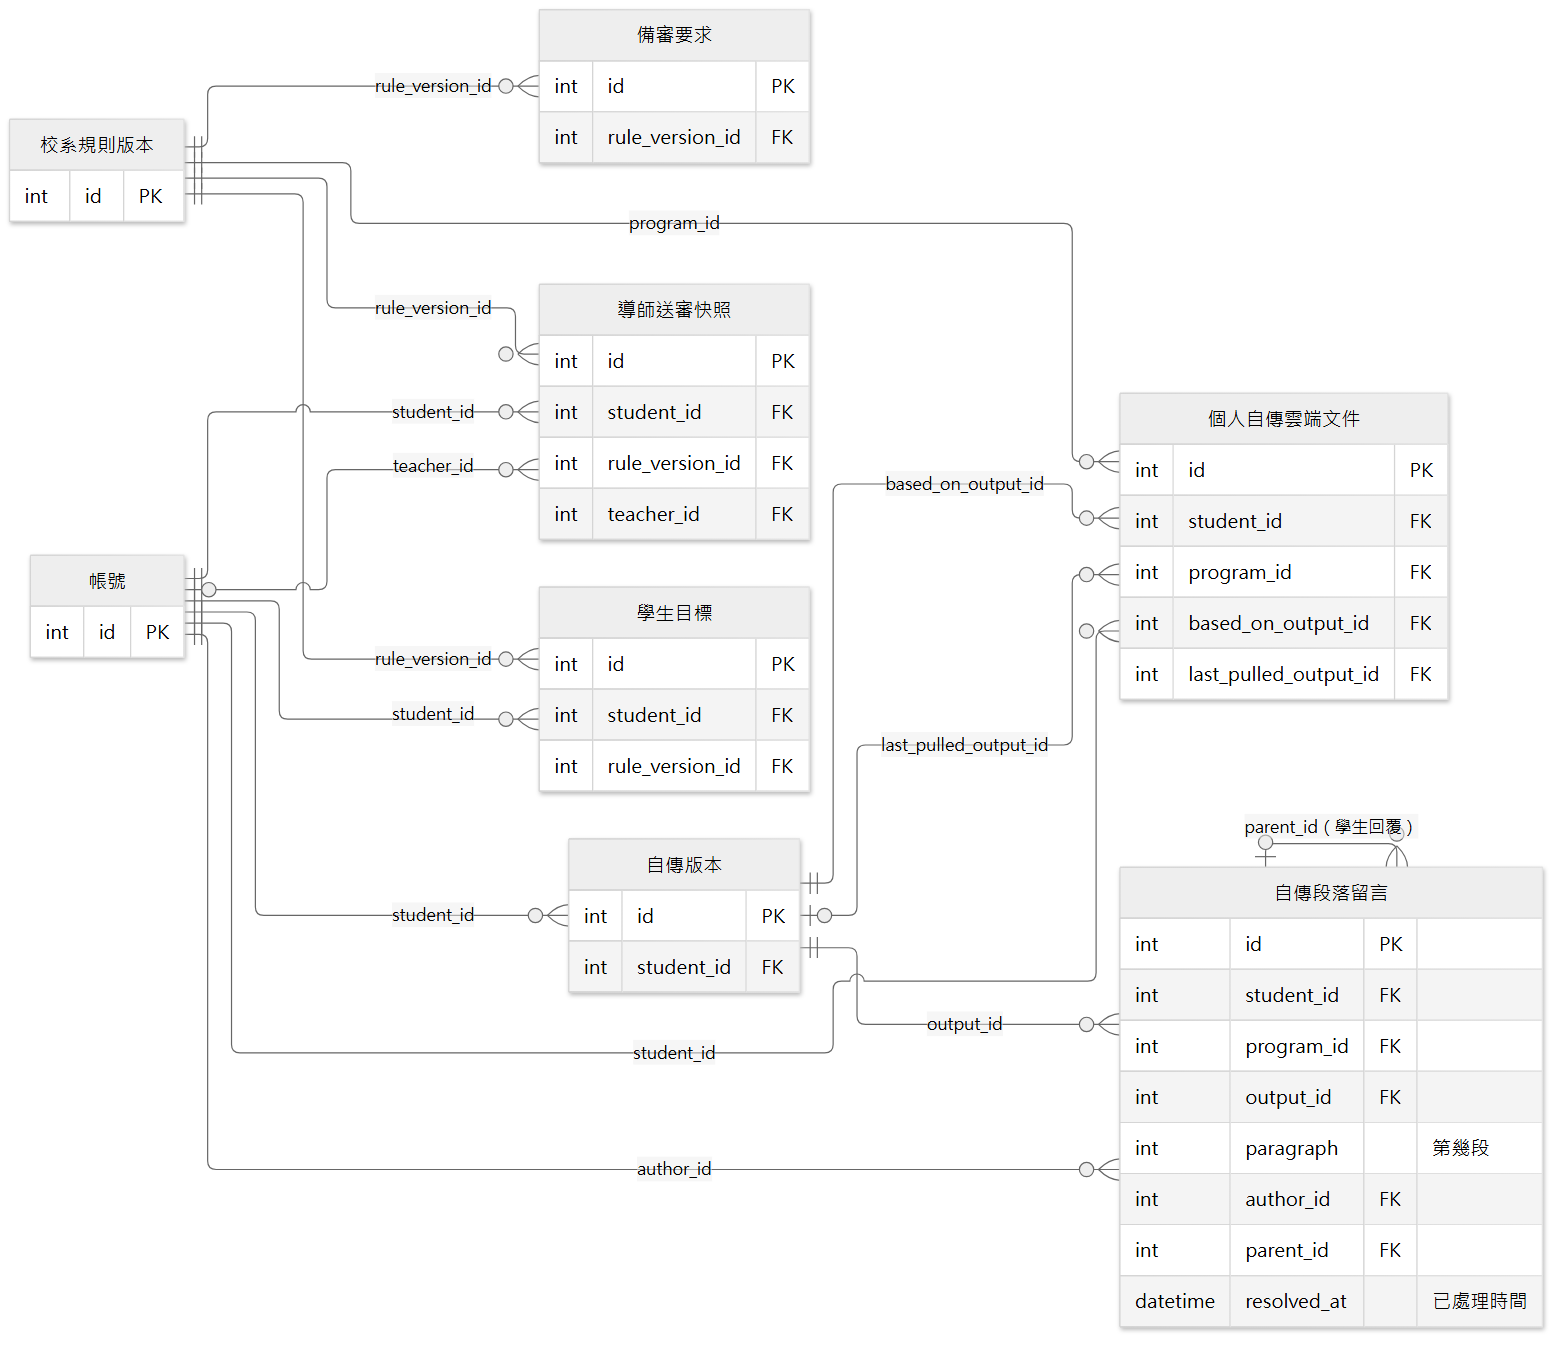 備審要求
int id PK
int rule_version_id FK
rule_version_id
校系規則版本
int id PK
program_id
rule_version_id
導師送審快照
int id PK
int student_id FK
int rule_version_id FK
int teacher_id FK
student_id
teacher_id
個人自傳雲端文件
int id PK
int student_id FK
int program_id FK
int based_on_output_id FK
int last_pulled_output_id FK
based_on_output_id
帳號
int id PK
學生目標
int id PK
int student_id FK
int rule_version_id FK
rule_version_id
student_id
last_pulled_output_id
自傳版本
int id PK
int student_id FK
student_id
parent_id（學生回覆）
自傳段落留言
int id PK
int student_id FK
int program_id FK
int output_id FK
int paragraph 第幾段
int author_id FK
int parent_id FK
datetime resolved_at 已處理時間
output_id
student_id
author_id